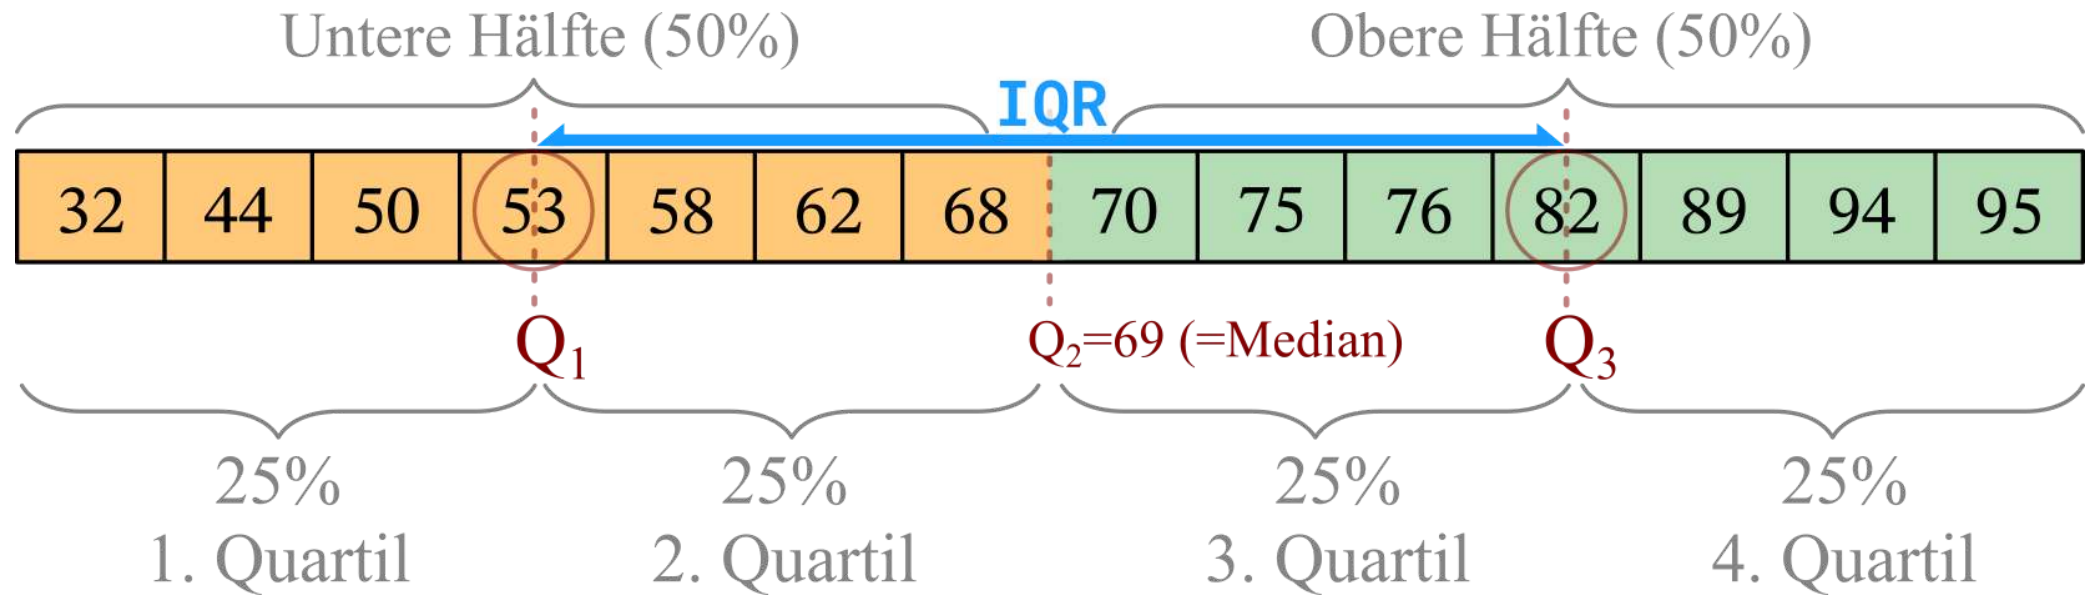 Untere Hälfte (50%) Obere Hälfte (50%)
IQR
32 44 50 53 58 62 68 70 75 76 82 89 94 95
Q₁ Q₂=69 (=Median) Q₃
25% 25% 25% 25%
1. Quartil 2. Quartil 3. Quartil 4. Quartil